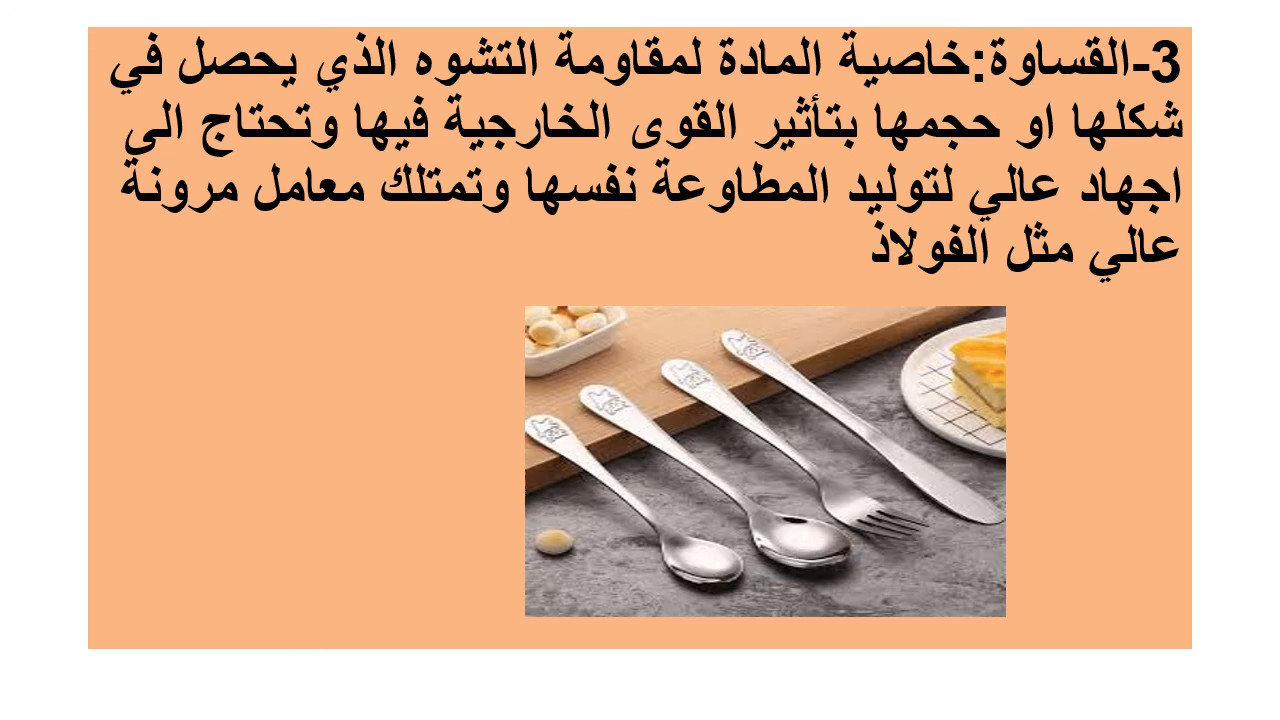 3-القساوة:خاصية المادة لمقاومة التشوه الذي يحصل في
شكلها او حجمها بتأثير القوى الخارجية فيها وتحتاج الى
اجهاد عالي لتوليد المطاوعة نفسها وتمتلك معامل مرونة
عالي مثل الفولاذ